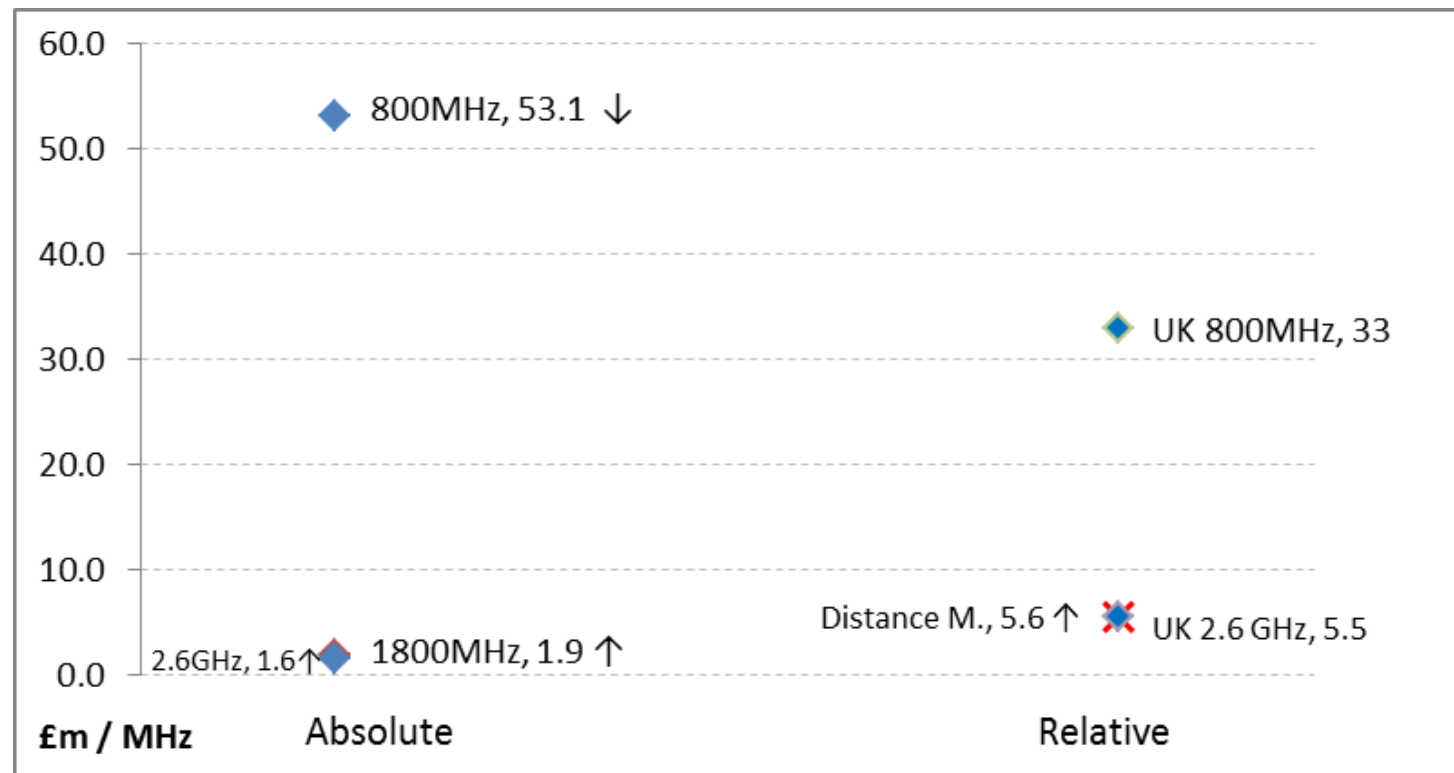 60.0
800MHz, 53.1 ↓
50.0
40.0
UK 800MHz, 33
30.0
20.0
10.0
Distance M., 5.6 ↑
UK 2.6 GHz, 5.5
2.6GHz, 1.6↑
1800MHz, 1.9 ↑
0.0
£m / MHz
Absolute
Relative